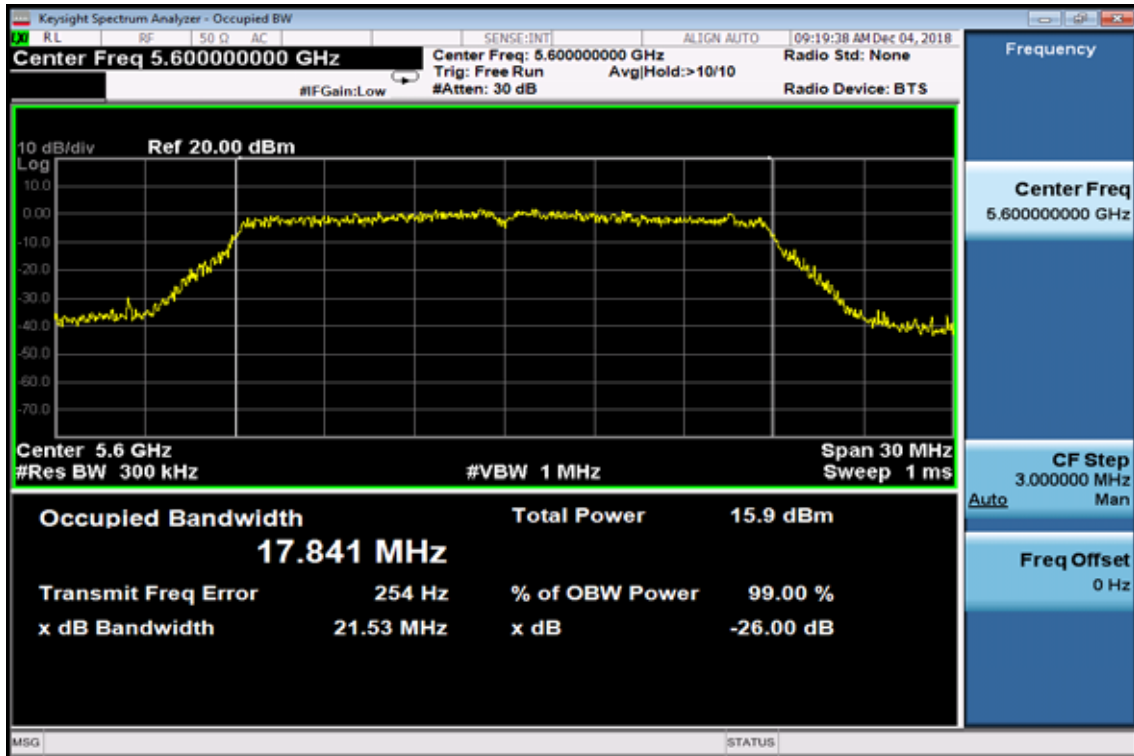 Keysight Spectrum Analyzer - Occupied BW
LXI RL RF 50 Ω AC SENSE:INT ALIGN AUTO 09:19:38 AM Dec 04, 2018
Center Freq 5.600000000 GHz
Center Freq: 5.600000000 GHz Radio Std: None
Trig: Free Run Avg|Hold:>10/10
#IFGain:Low #Atten: 30 dB Radio Device: BTS
10 dB/div Ref 20.00 dBm
Log
10.0
0.00
-10.0
-20.0
-30.0
-40.0
-50.0
-60.0
-70.0
Center 5.6 GHz Span 30 MHz
#Res BW 300 kHz #VBW 1 MHz Sweep 1 ms
Occupied Bandwidth Total Power 15.9 dBm
17.841 MHz
Transmit Freq Error 254 Hz % of OBW Power 99.00 %
x dB Bandwidth 21.53 MHz x dB -26.00 dB
MSG STATUS
Frequency
Center Freq
5.600000000 GHz
CF Step
3.000000 MHz
Auto Man
Freq Offset
0 Hz